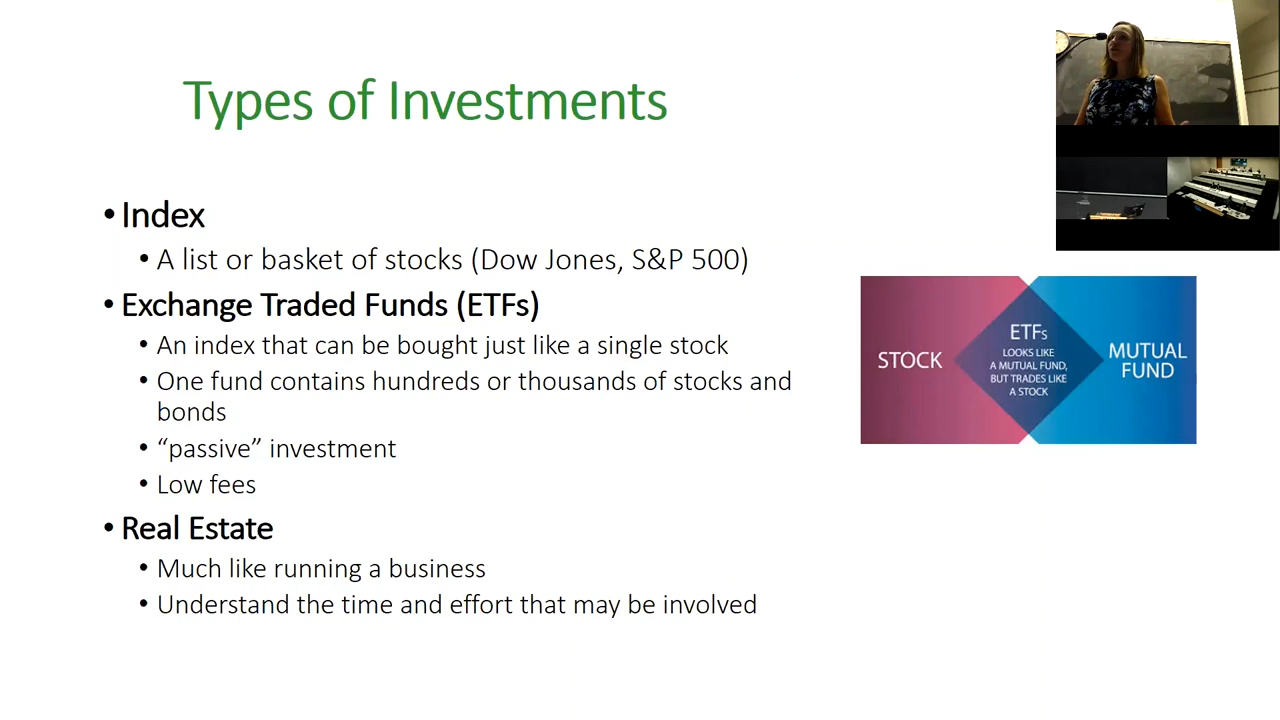 Types of Investments
• Index
• A list or basket of stocks (Dow Jones, S&P 500)
• Exchange Traded Funds (ETFs)
• An index that can be bought just like a single stock
• One fund contains hundreds or thousands of stocks and
bonds
• “passive” investment
• Low fees
• Real Estate
• Much like running a business
• Understand the time and effort that may be involved
STOCK
ETFs
LOOKS LIKE
A MUTUAL FUND,
BUT TRADES LIKE
A STOCK
MUTUAL
FUND